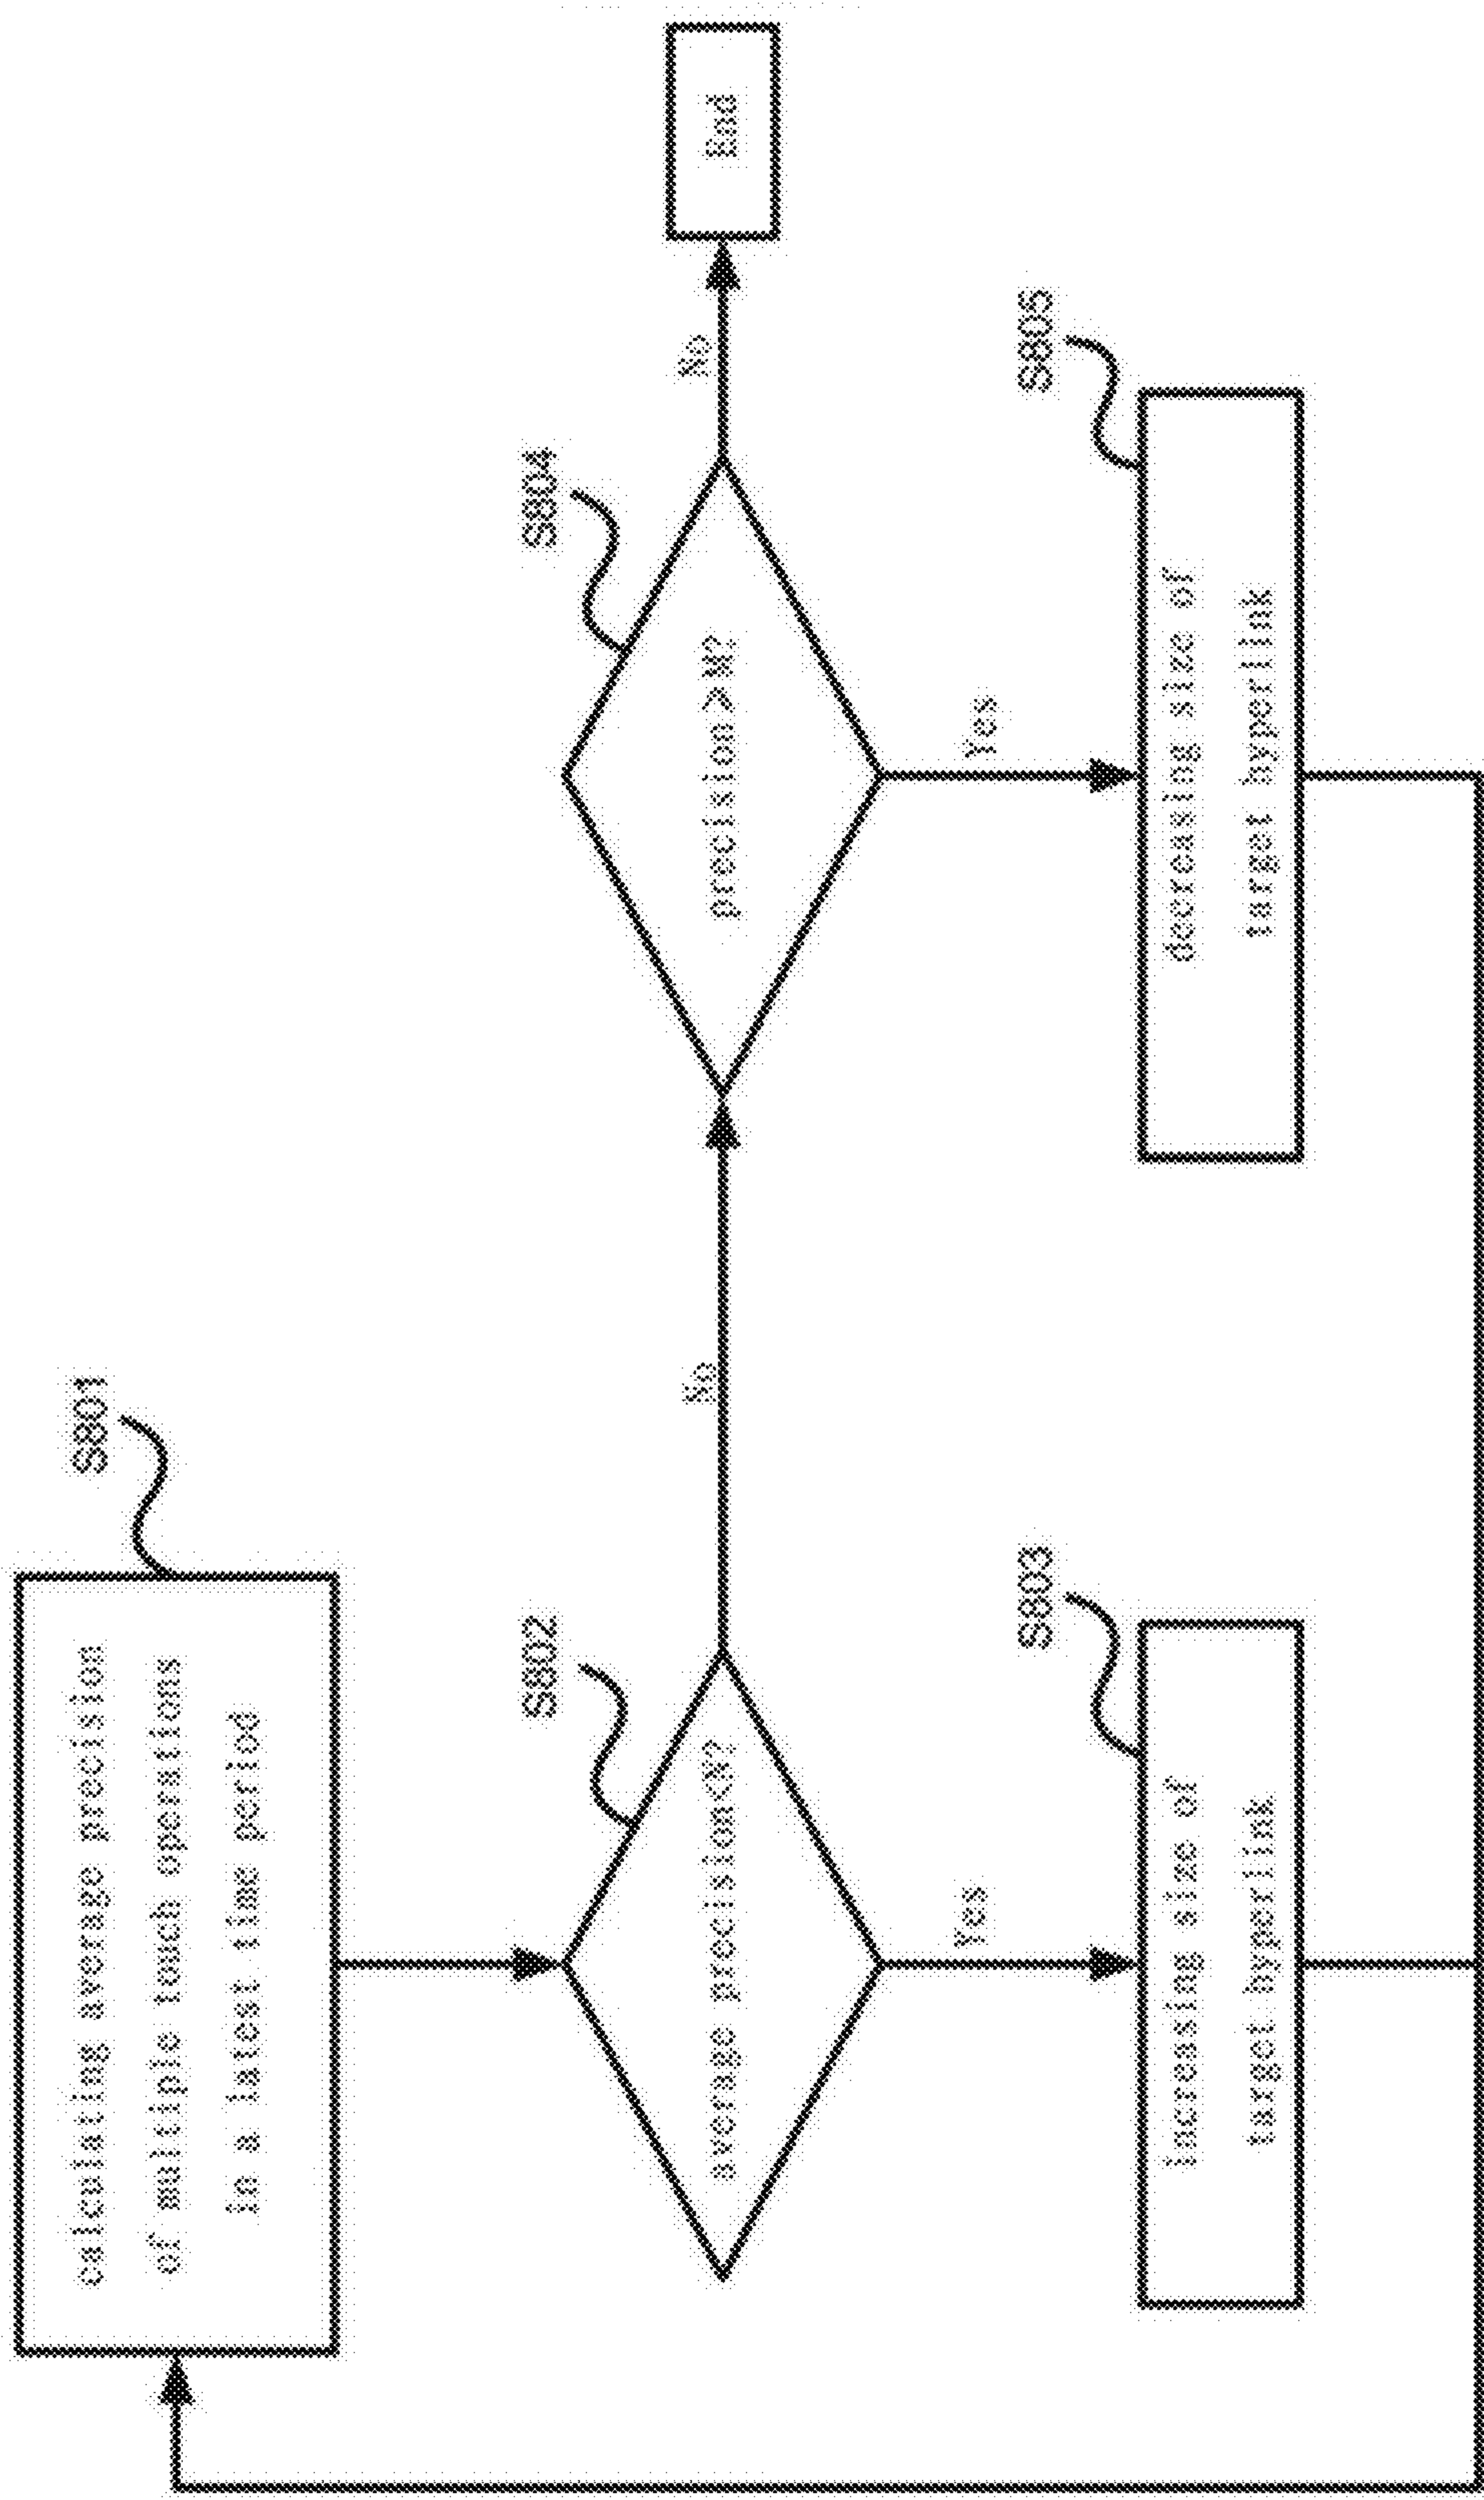 calculating average precision
of multiple touch operations
in a latest time period
S801
average precision<N?
S802
No
precision>M?
S804
No
End
Yes
Yes
increasing size of
target hyperlink
S803
decreasing size of
target hyperlink
S805